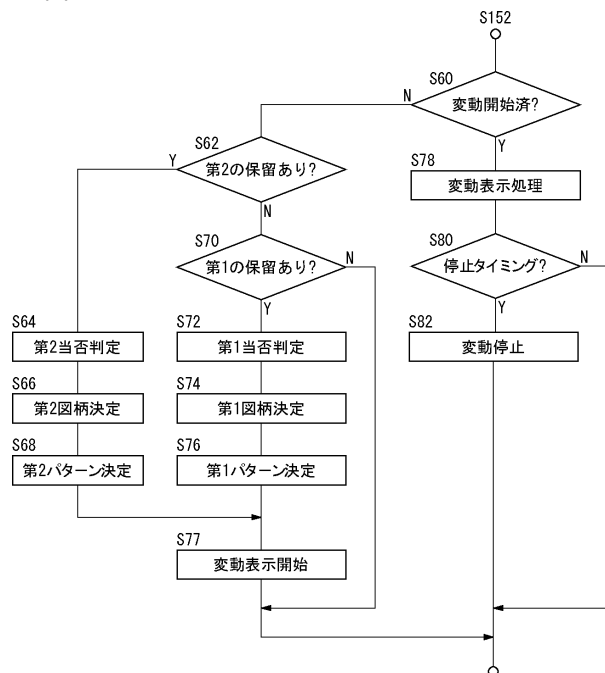 S152
S60
変動開始済?
N
Y
S62
第2の保留あり?
Y
N
S78
変動表示処理
S70
第1の保留あり?
N
Y
S80
停止タイミング?
N
Y
S64
第2当否判定
S72
第1当否判定
S82
変動停止
S66
第2図柄決定
S74
第1図柄決定
S68
第2パターン決定
S76
第1パターン決定
S77
変動表示開始